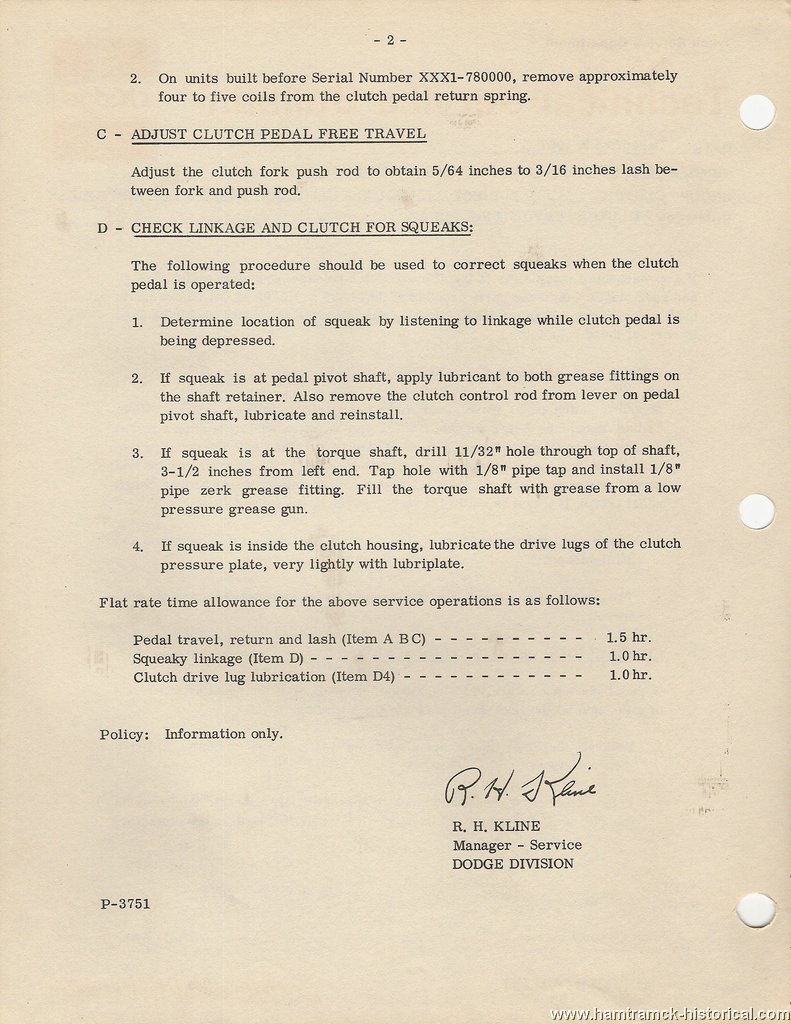 - 2 -
2. On units built before Serial Number XXX1-780000, remove approximately
four to five coils from the clutch pedal return spring.
C - ADJUST CLUTCH PEDAL FREE TRAVEL
Adjust the clutch fork push rod to obtain 5/64 inches to 3/16 inches lash be-
tween fork and push rod.
D - CHECK LINKAGE AND CLUTCH FOR SQUEAKS:
The following procedure should be used to correct squeaks when the clutch
pedal is operated:
1. Determine location of squeak by listening to linkage while clutch pedal is
being depressed.
2. If squeak is at pedal pivot shaft, apply lubricant to both grease fittings on
the shaft retainer. Also remove the clutch control rod from lever on pedal
pivot shaft, lubricate and reinstall.
3. If squeak is at the torque shaft, drill 11/32" hole through top of shaft,
3-1/2 inches from left end. Tap hole with 1/8" pipe tap and install 1/8"
pipe zerk grease fitting. Fill the torque shaft with grease from a low
pressure grease gun.
4. If squeak is inside the clutch housing, lubricate the drive lugs of the clutch
pressure plate, very lightly with lubriplate.
Flat rate time allowance for the above service operations is as follows:
Pedal travel, return and lash (Item A B C) - - - - - - - - - - 1.5 hr.
Squeaky linkage (Item D) - - - - - - - - - - - - - - - - - - 1.0 hr.
Clutch drive lug lubrication (Item D4) - - - - - - - - - - - - 1.0 hr.
Policy: Information only.
R. H. Kline
R. H. KLINE
Manager - Service
DODGE DIVISION
P-3751
www.hamtramck-historical.com